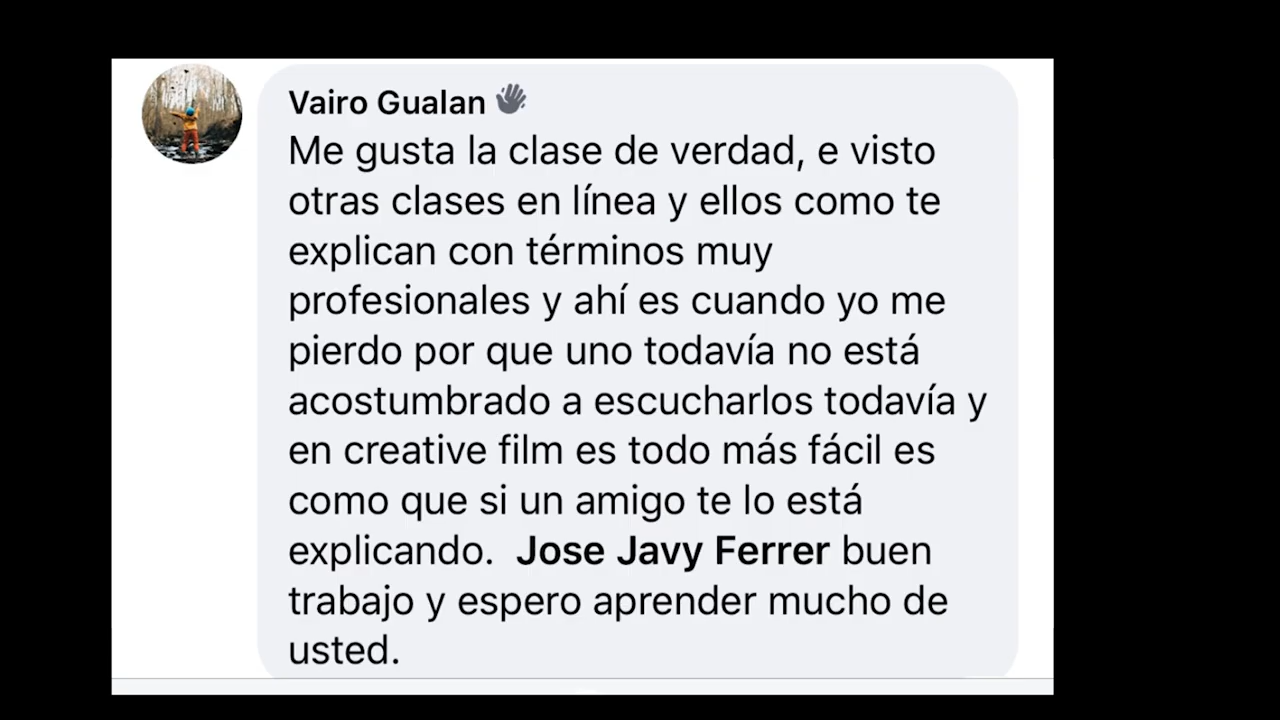 Vairo Gualan
Me gusta la clase de verdad, e visto
otras clases en línea y ellos como te
explican con términos muy
profesionales y ahí es cuando yo me
pierdo por que uno todavía no está
acostumbrado a escucharlos todavía y
en creative film es todo más fácil es
como que si un amigo te lo está
explicando. Jose Javy Ferrer buen
trabajo y espero aprender mucho de
usted.